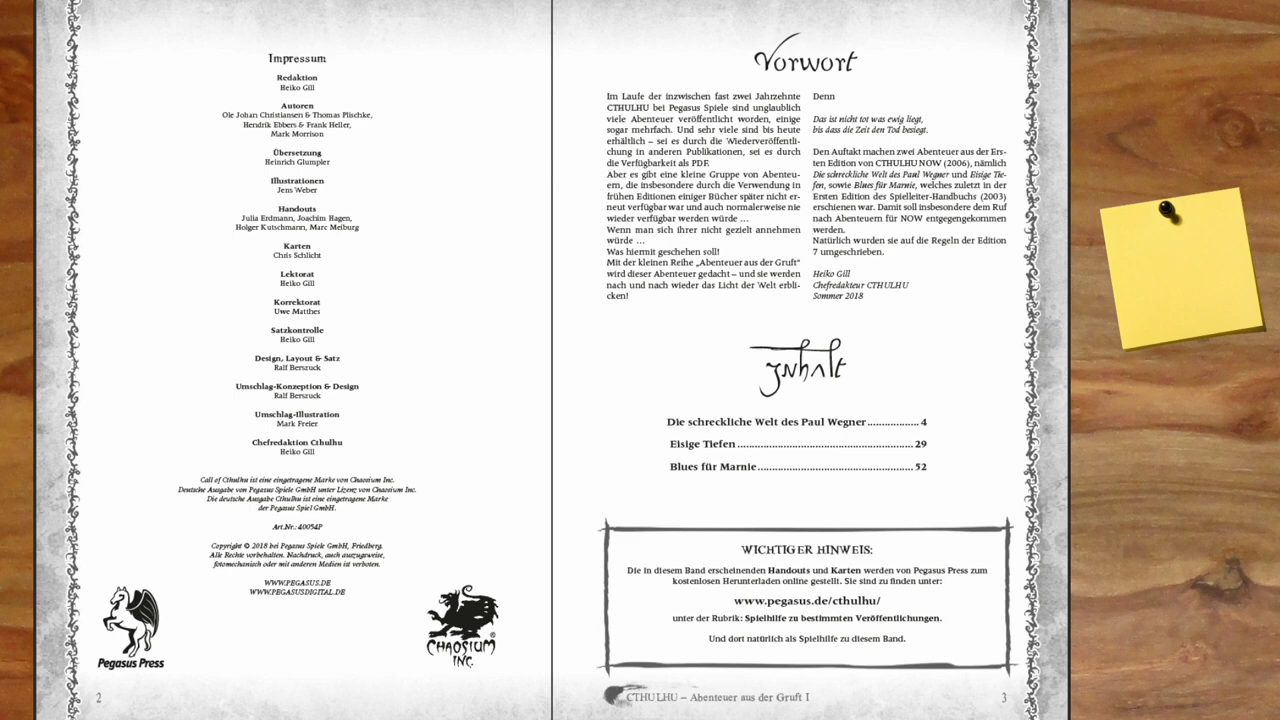 Impressum
Redaktion
Heiko Gill
Autoren
Ole Johan Christiansen & Thomas Plischke,
Hendrik Ebbers & Frank Heller,
Mark Morrison
Übersetzung
Heinrich Glumpler
Illustrationen
Jens Weber
Handouts
Julia Erdmann, Joachim Hagen,
Holger Kutschmann, Marc Meiburg
Karten
Chris Schlicht
Lektorat
Heiko Gill
Korrektorat
Uwe Matthes
Satzkontrolle
Heiko Gill
Design, Layout & Satz
Ralf Berszuck
Umschlag-Konzeption & Design
Ralf Berszuck
Umschlag-Illustration
Mark Freier
Chefredaktion Cthulhu
Heiko Gill
Call of Cthulhu ist eine eingetragene Marke von Chaosium Inc.
Deutsche Ausgabe von Pegasus Spiele GmbH unter Lizenz von Chaosium Inc.
Die deutsche Ausgabe Cthulhu ist eine eingetragene Marke
der Pegasus Spiel GmbH.
Art.Nr.: 40054P
Copyright © 2018 bei Pegasus Spiele GmbH, Friedberg.
Alle Rechte vorbehalten. Nachdruck, auch auszugsweise,
fotomechanisch oder mit anderen Medien ist verboten.
WWW.PEGASUS.DE
WWW.PEGASUSDIGITAL.DE
Pegasus Press
CHAOSIUM
INC.
®
2
Vorwort
Im Laufe der inzwischen fast zwei Jahrzehnte
CTHULHU bei Pegasus Spiele sind unglaublich
viele Abenteuer veröffentlicht worden, einige
sogar mehrfach. Und sehr viele sind bis heute
erhältlich – sei es durch die Wiederveröffentli-
chung in anderen Publikationen, sei es durch
die Verfügbarkeit als PDF.
Aber es gibt eine kleine Gruppe von Abenteu-
ern, die insbesondere durch die Verwendung in
frühen Editionen einiger Bücher später nicht er-
neut verfügbar war und auch normalerweise nie
wieder verfügbar werden würde ...
Wenn man sich ihrer nicht gezielt annehmen
würde ...
Was hiermit geschehen soll!
Mit der kleinen Reihe „Abenteuer aus der Gruft“
wird dieser Abenteuer gedacht – und sie werden
nach und nach wieder das Licht der Welt erbli-
cken!
Denn
Das ist nicht tot was ewig liegt,
bis dass die Zeit den Tod besiegt.
Den Auftakt machen zwei Abenteuer aus der Ers-
ten Edition von CTHULHU NOW (2006), nämlich
Die schreckliche Welt des Paul Wegner und Eisige Tie-
fen, sowie Blues für Marnie, welches zuletzt in der
Ersten Edition des Spielleiter-Handbuchs (2003)
erschienen war. Damit soll insbesondere dem Ruf
nach Abenteuern für NOW entgegengekommen
werden.
Natürlich wurden sie auf die Regeln der Edition
7 umgeschrieben.
Heiko Gill
Chefredakteur CTHULHU
Sommer 2018
Inhalt
Die schreckliche Welt des Paul Wegner.................. 4
Eisige Tiefen............................................................. 29
Blues für Marnie...................................................... 52
WICHTIGER HINWEIS:
Die in diesem Band erscheinenden Handouts und Karten werden von Pegasus Press zum
kostenlosen Herunterladen online gestellt. Sie sind zu finden unter:
www.pegasus.de/cthulhu/
unter der Rubrik: Spielhilfe zu bestimmten Veröffentlichungen.
Und dort natürlich als Spielhilfe zu diesem Band.
CTHULHU – Abenteuer aus der Gruft I
3